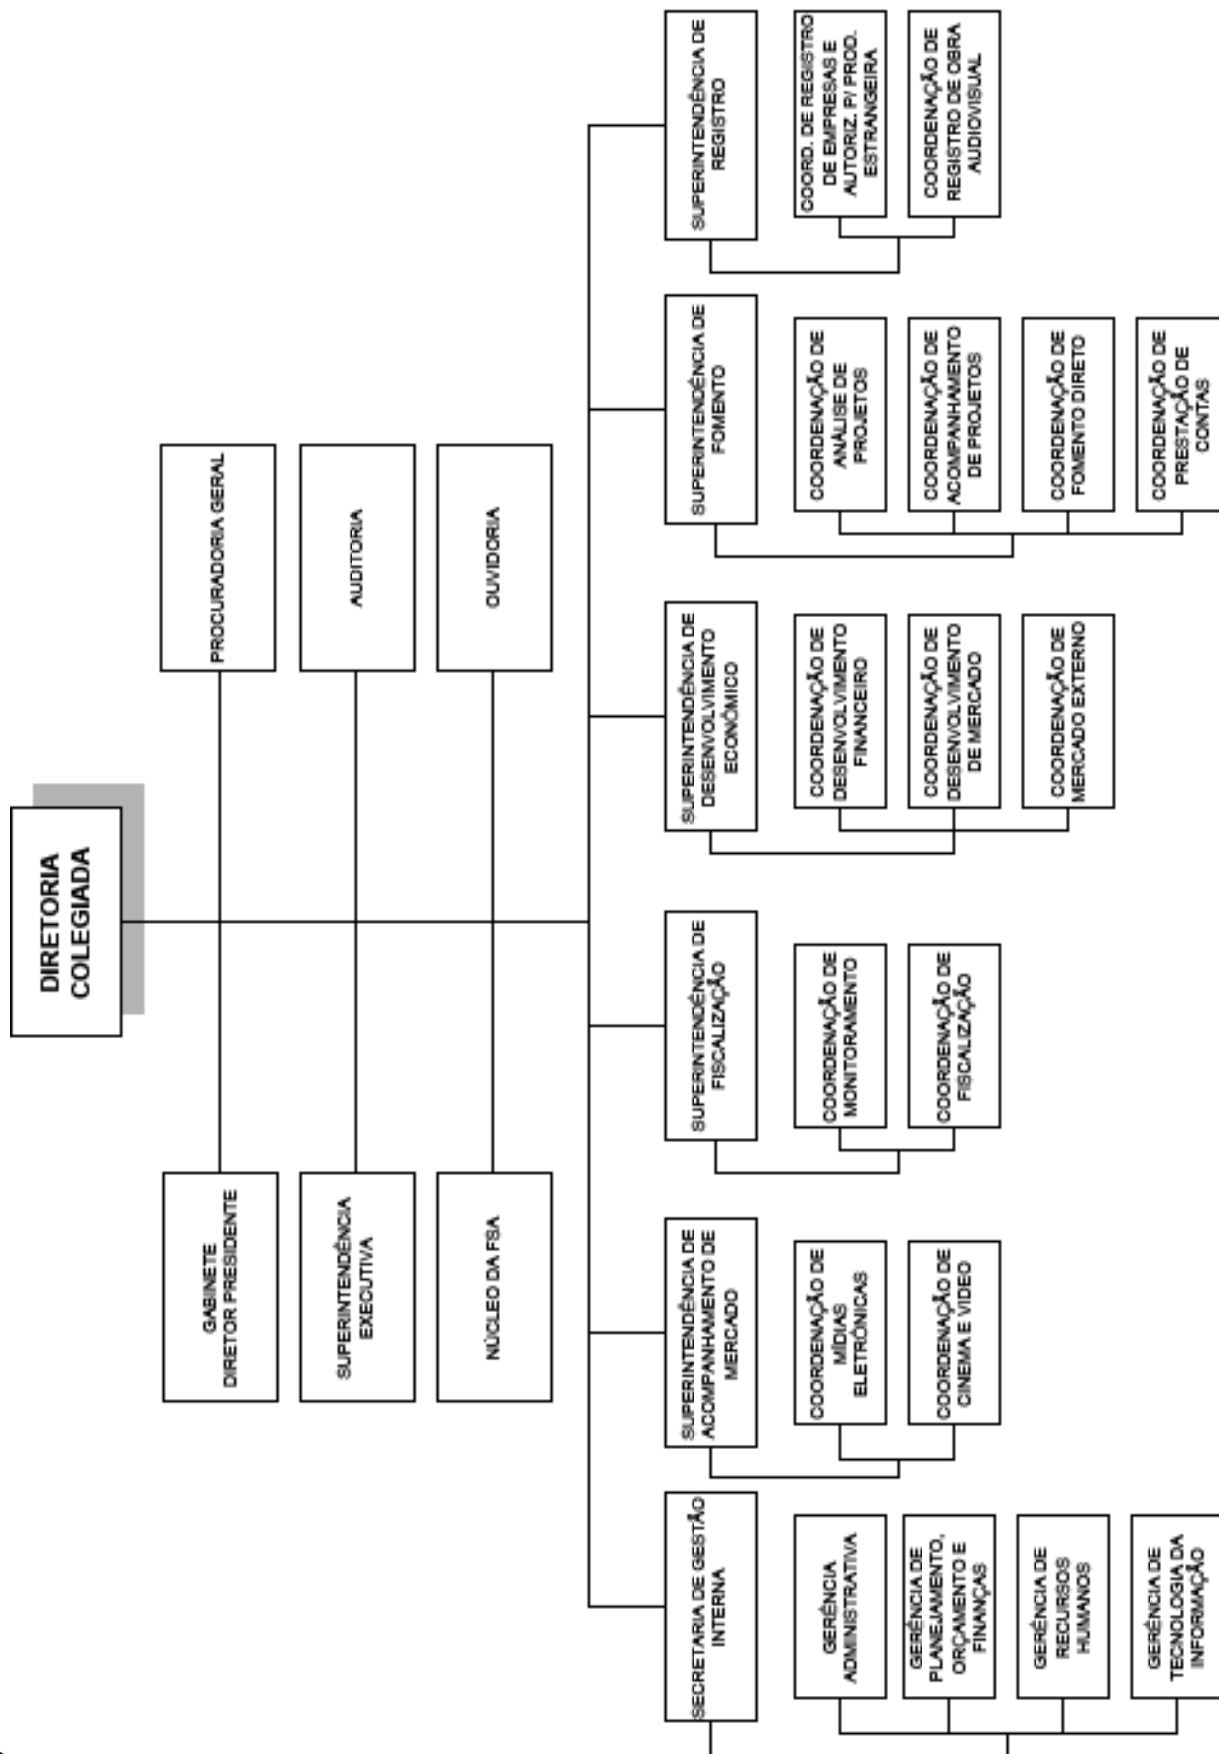 DIRETORIA
COLEGIADA
GABINETE
DIRETOR PRESIDENTE
PROCURADORIA GERAL
SUPERINTENDÊNCIA
EXECUTIVA
AUDITORIA
NÚCLEO DA FSA
OUVIDORIA
SECRETARIA DE GESTÃO
INTERNA
SUPERINTENDÊNCIA DE
ACOMPANHAMENTO DE
MERCADO
SUPERINTENDÊNCIA DE
FISCALIZAÇÃO
SUPERINTENDÊNCIA DE
DESENVOLVIMENTO
ECONÔMICO
SUPERINTENDÊNCIA DE
FOMENTO
SUPERINTENDÊNCIA DE
REGISTRO
GERÊNCIA
ADMINISTRATIVA
GERÊNCIA DE
PLANEJAMENTO,
ORÇAMENTO E
FINANÇAS
GERÊNCIA DE
RECURSOS
HUMANOS
GERÊNCIA DE
TECNOLOGIA DA
INFORMAÇÃO
COORDENAÇÃO DE
MÍDIAS
ELETRÔNICAS
COORDENAÇÃO DE
CINEMA E VIDEO
COORDENAÇÃO DE
MONITORAMENTO
COORDENAÇÃO DE
FISCALIZAÇÃO
COORDENAÇÃO DE
DESENVOLVIMENTO
FINANCEIRO
COORDENAÇÃO DE
DESENVOLVIMENTO
DE MERCADO
COORDENAÇÃO DE
MERCADO EXTERNO
COORDENAÇÃO DE
ANÁLISE DE
PROJETOS
COORDENAÇÃO DE
ACOMPANHAMENTO
DE PROJETOS
COORDENAÇÃO DE
FOMENTO DIRETO
COORDENAÇÃO DE
PRESTAÇÃO DE
CONTAS
COORD. DE REGISTRO
DE EMPRESAS E
AUTORIZ. P/ PROD.
ESTRANGEIRA
COORDENAÇÃO DE
REGISTRO DE OBRA
AUDIOVISUAL